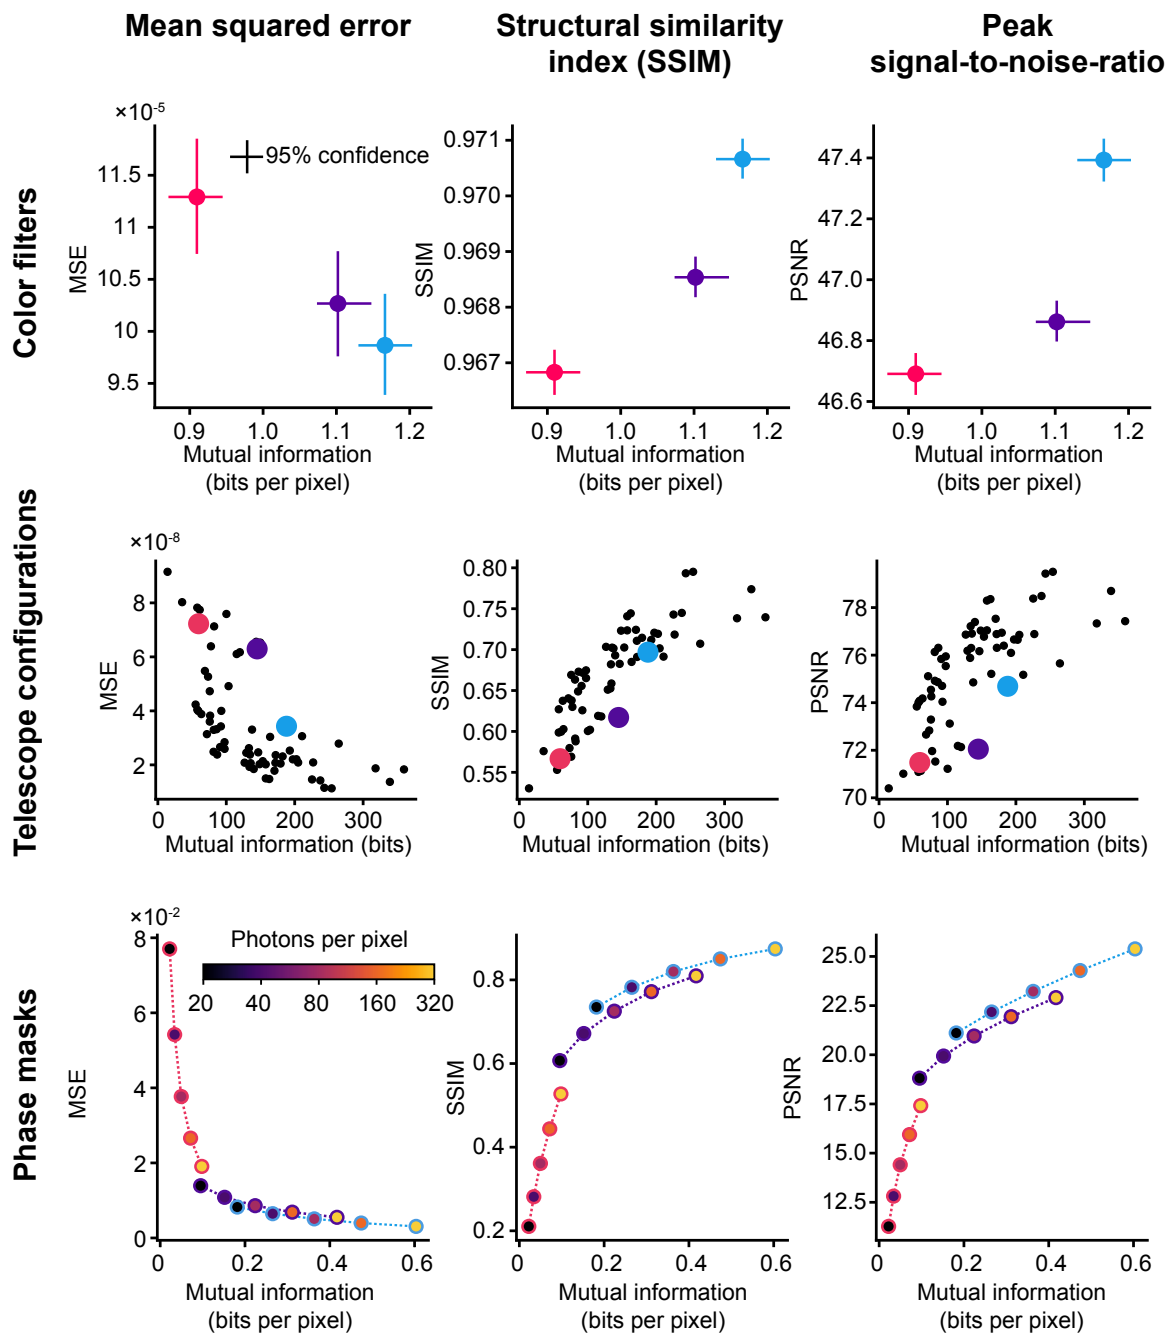 Mean squared error
Structural similarity
index (SSIM)
Peak
signal-to-noise-ratio
Color filters
×10-5
MSE
11.5
11
10.5
10
9.5
95% confidence
0.9 1.0 1.1 1.2
Mutual information
(bits per pixel)
SSIM
0.971
0.970
0.969
0.968
0.967
0.9 1.0 1.1 1.2
Mutual information
(bits per pixel)
PSNR
47.4
47.2
47.0
46.8
46.6
0.9 1.0 1.1 1.2
Mutual information
(bits per pixel)
Telescope configurations
×10-8
MSE
8
6
4
2
0 100 200 300
Mutual information (bits)
SSIM
0.80
0.75
0.70
0.65
0.60
0.55
0 100 200 300
Mutual information (bits)
PSNR
78
76
74
72
70
0 100 200 300
Mutual information (bits)
Phase masks
×10-2
MSE
8
6
4
2
0
Photons per pixel
20 40 80 160 320
0 0.2 0.4 0.6
Mutual information
(bits per pixel)
SSIM
0.8
0.6
0.4
0.2
0 0.2 0.4 0.6
Mutual information
(bits per pixel)
PSNR
25.0
22.5
20.0
17.5
15.0
12.5
0 0.2 0.4 0.6
Mutual information
(bits per pixel)